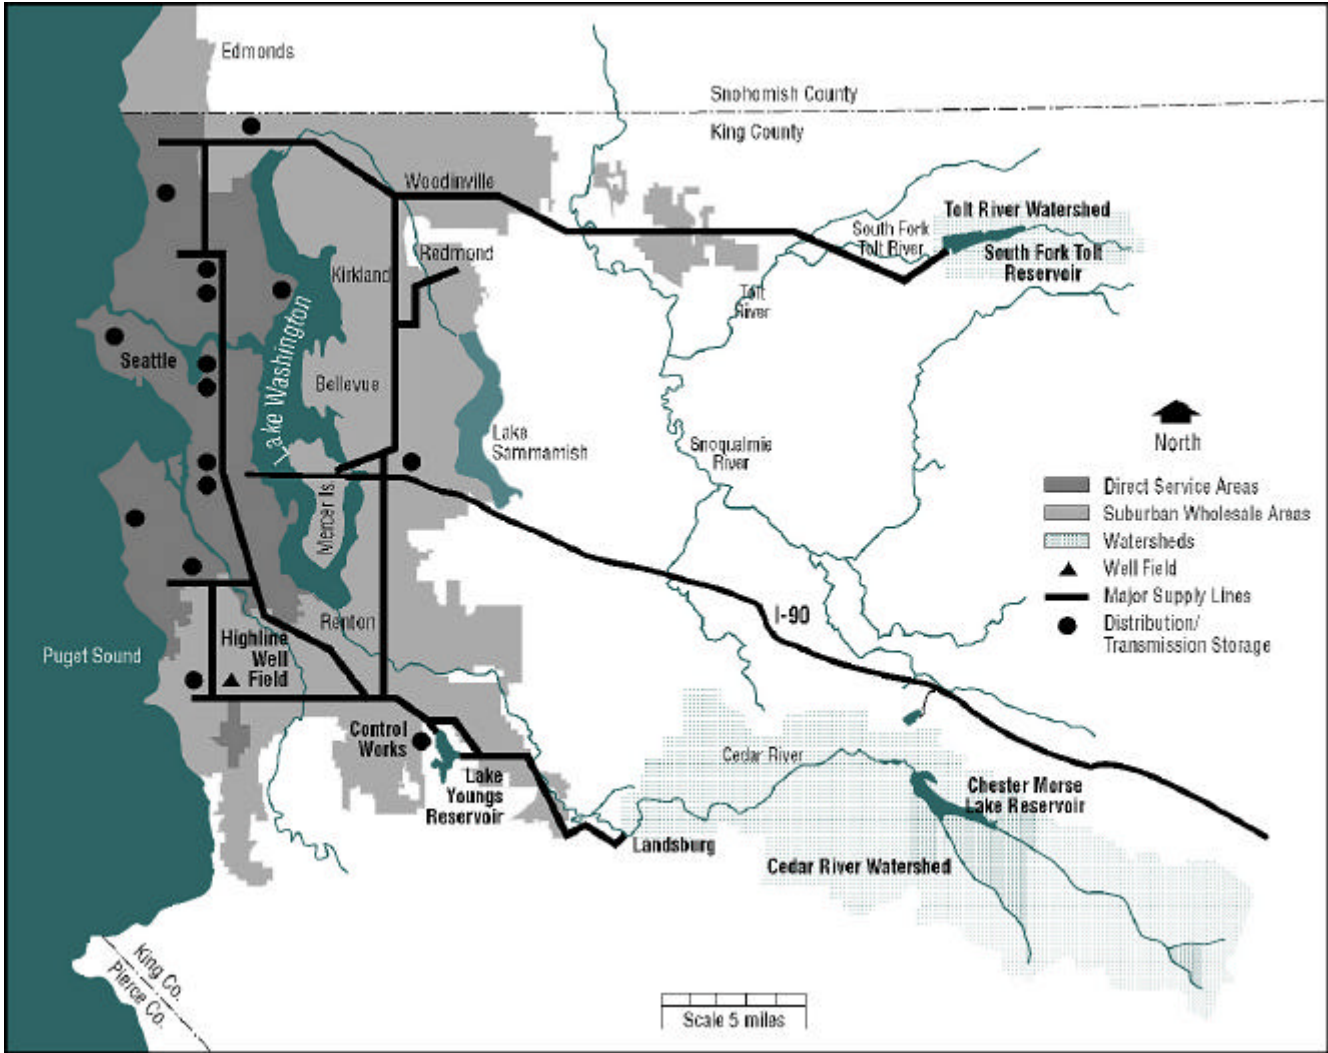 Edmonds
Snohomish County
King County
Woodinville
Tolt River Watershed
South Fork
Tolt River
South Fork Tolt
Reservoir
Redmond
Kirkland
Tolt
River
Lake Washington
Seattle
Bellevue
Lake
Sammamish
Snoqualmie
River
North
Direct Service Areas
Suburban Wholesale Areas
Watersheds
Well Field
Major Supply Lines
Distribution/
Transmission Storage
Mercer Is.
I-90
Renton
Highline
Well
Field
Puget Sound
Control
Works
Cedar River
Lake
Youngs
Reservoir
Chester Morse
Lake Reservoir
Landsburg
Cedar River Watershed
King Co.
Pierce Co.
Scale 5 miles